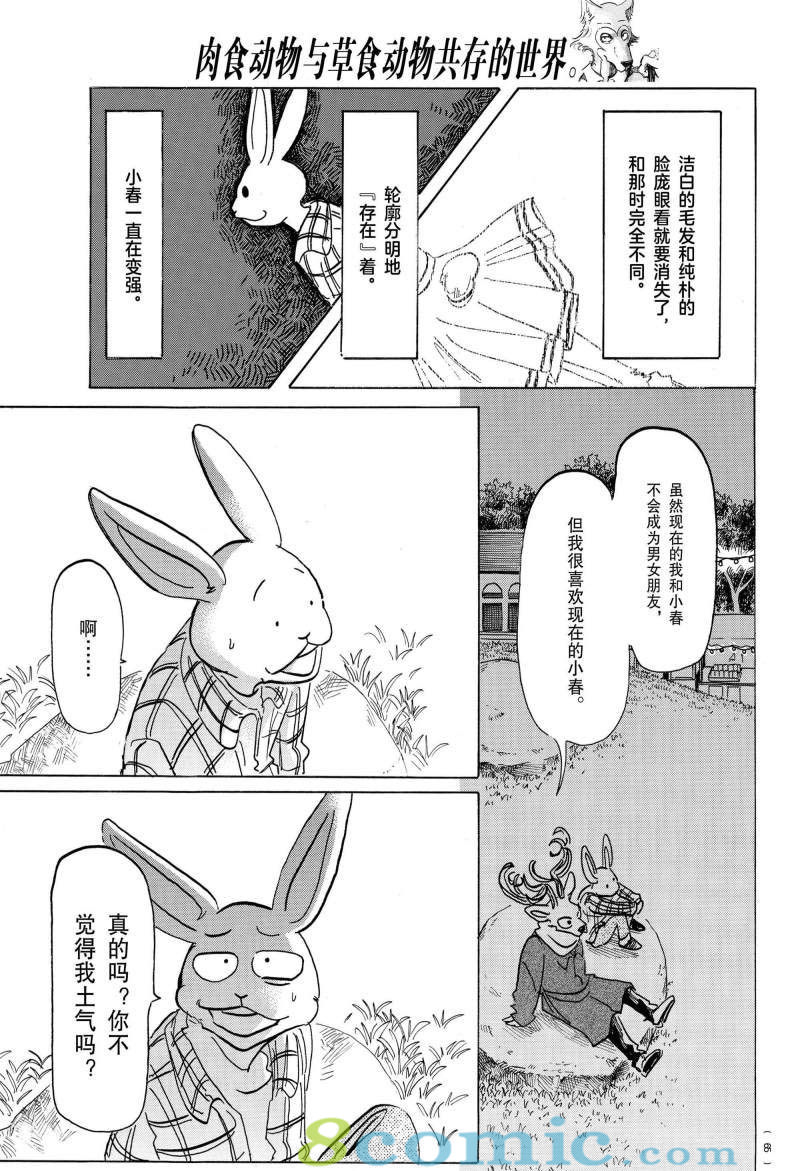 肉食动物与草食动物共存的世界
洁白的毛发和纯朴的
脸庞眼看就要消失了，
和那时完全不同。
轮廓分明地
『存在』着。
小春一直在变强。
虽然现在的我和小春
不会成为男女朋友，
但我很喜欢现在的小春。
啊……
真的吗？你不
觉得我土气吗？
8comic.com